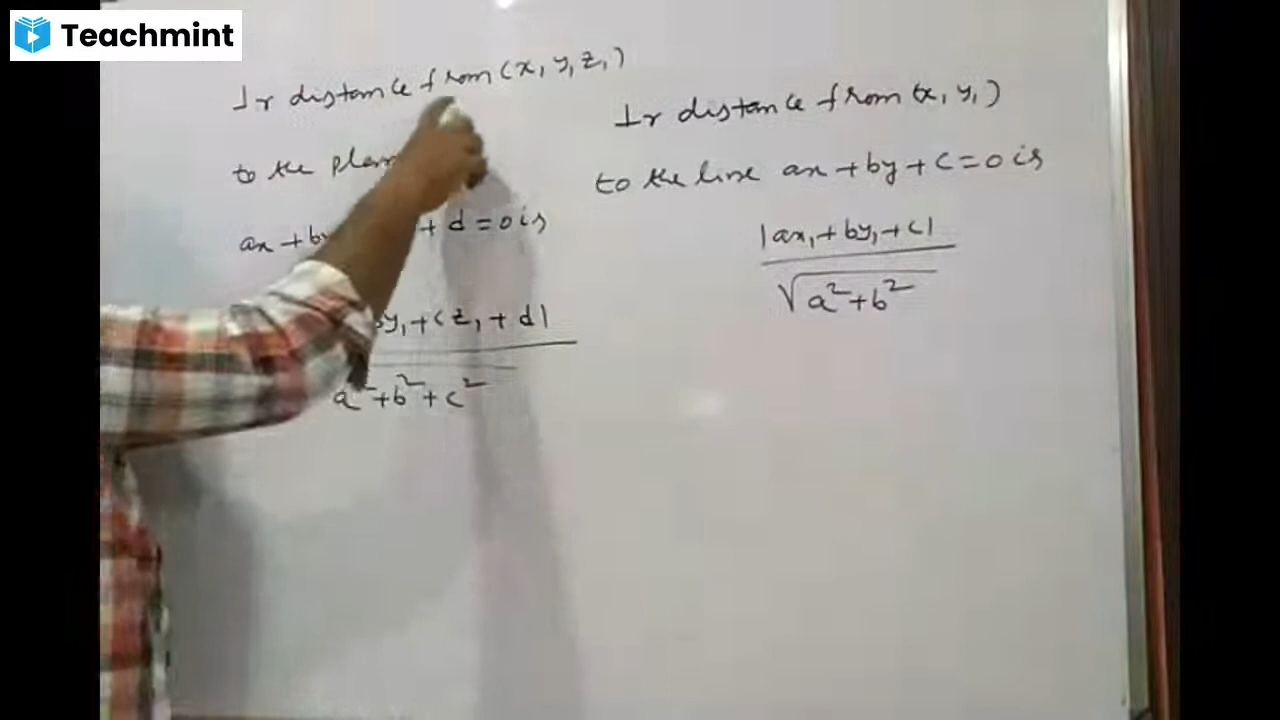 Teachmint
⊥r distance from (x₁ y₁ z₁)
to the
ax + by + d = 0 is
y₁ + cz₁ + d|
a² + b² + c²
⊥r distance from (x₁ y₁)
to the line ax + by + c = 0 is
|ax₁ + by₁ + c|
√a² + b²